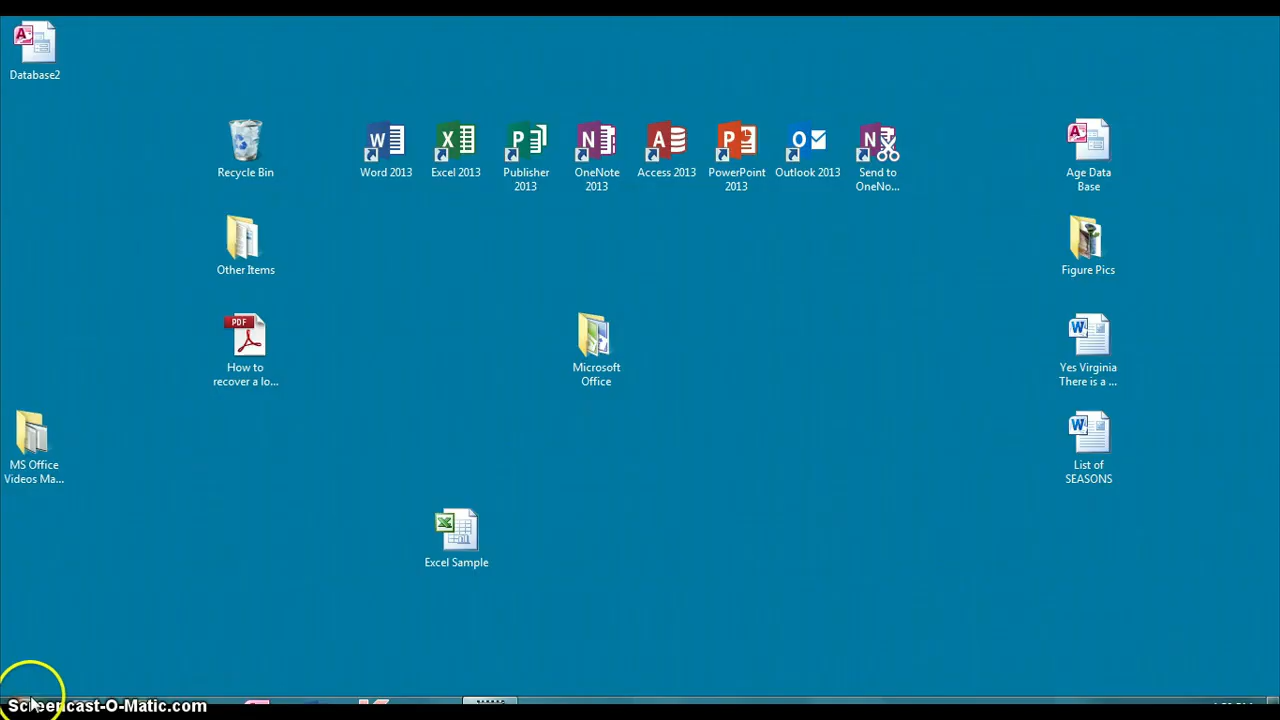 Database2
Recycle Bin
Word 2013
Excel 2013
Publisher
2013
OneNote
2013
Access 2013
PowerPoint
2013
Outlook 2013
Send to
OneNo...
Age Data
Base
Other Items
Figure Pics
PDF
How to
recover a lo...
Microsoft
Office
Yes Virginia
There is a ...
MS Office
Videos Ma...
List of
SEASONS
Excel Sample
Screencast-O-Matic.com